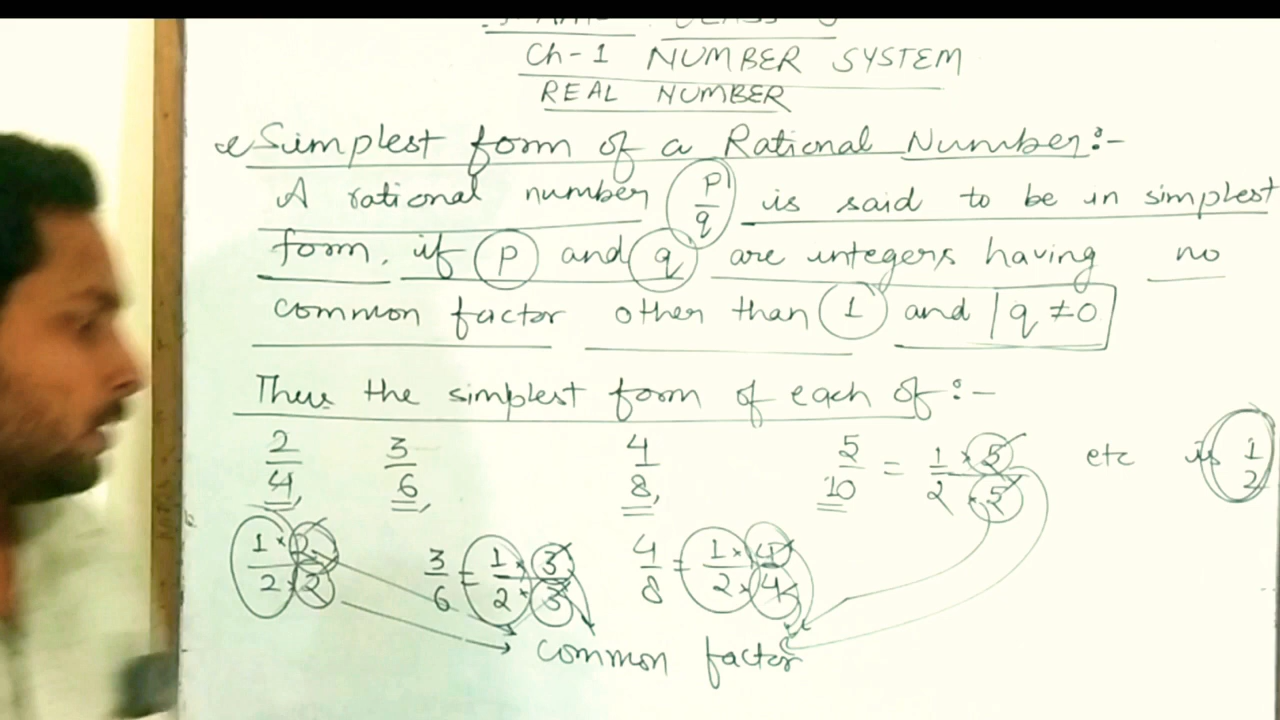 Ch-1 NUMBER SYSTEM
REAL NUMBER
Simplest form of a Rational Number:-
A rational number p/q is said to be in simplest
form, if p and q are integers having no
common factor other than 1 and q ≠ 0
Thus the simplest form of each of:-
2/4, 3/6, 4/8, 5/10 = 1×5/2×5 etc is 1/2
1×2/2×2 3/6 = 1×3/2×3 4/8 = 1×4/2×4
common factor